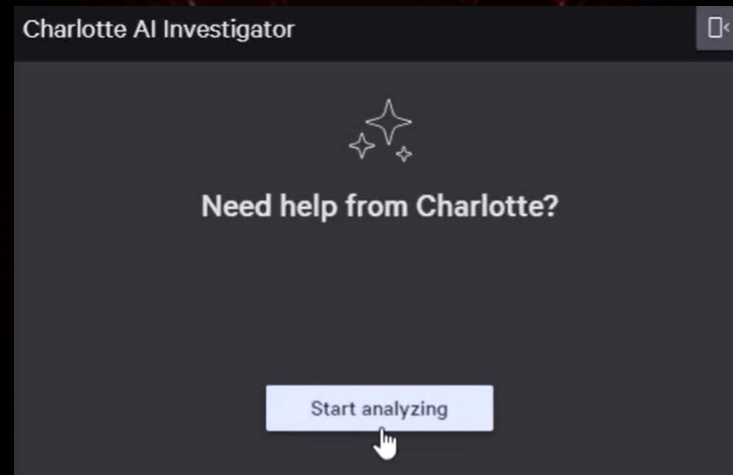 Charlotte AI Investigator
Need help from Charlotte?
Start analyzing